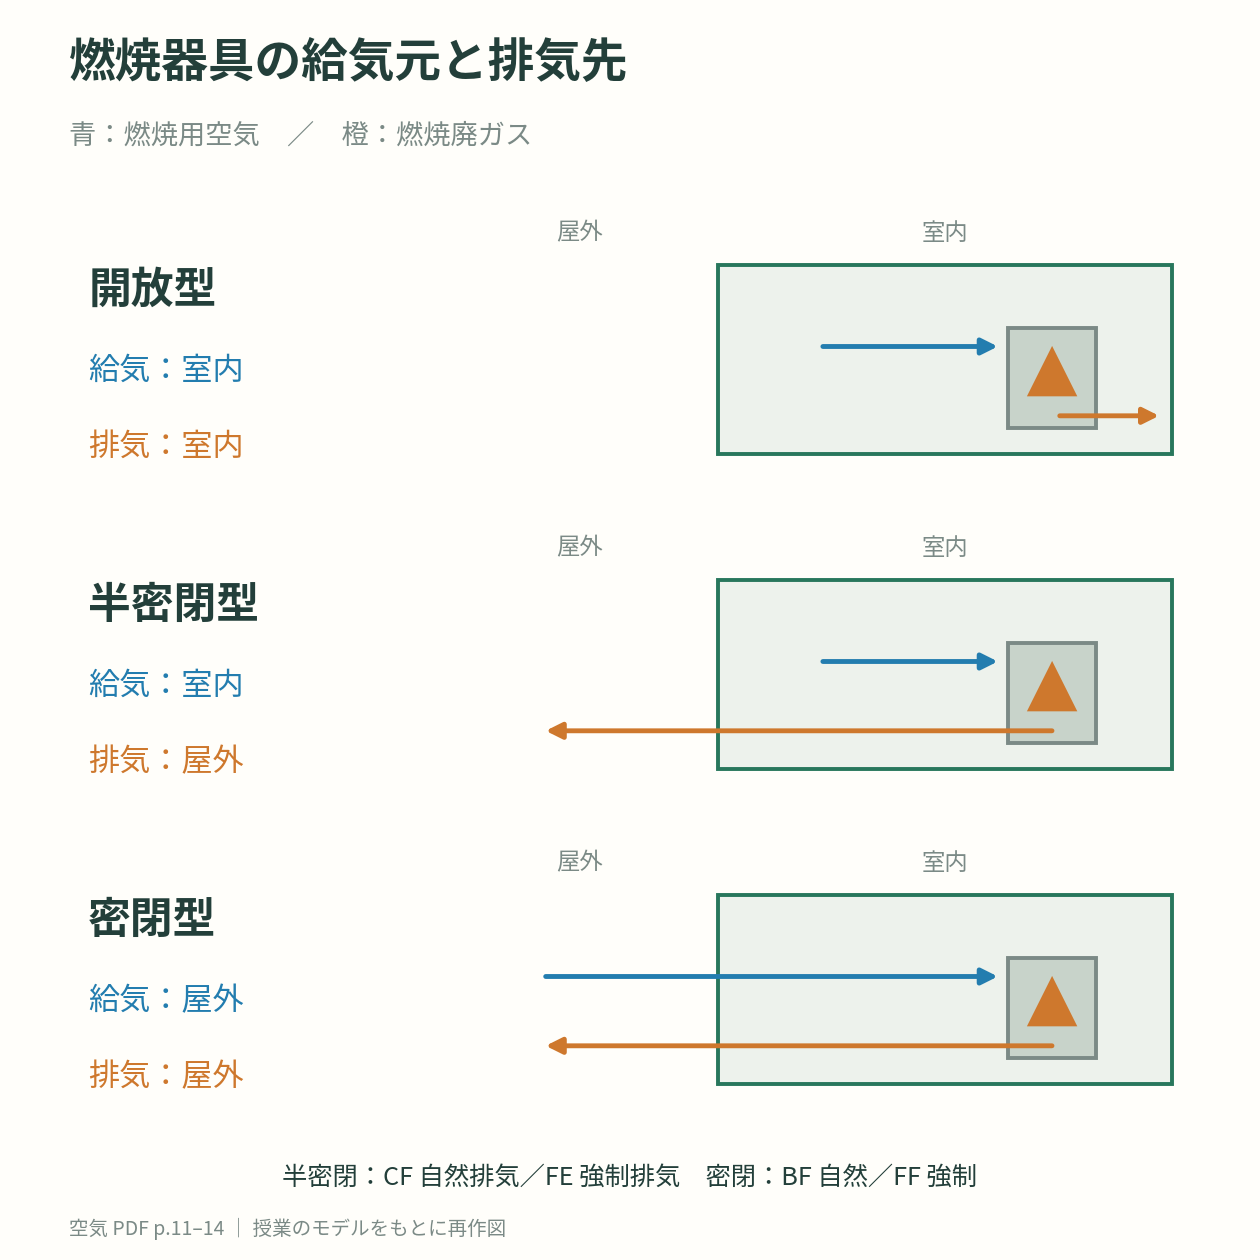 燃焼器具の給気元と排気先
青：燃焼用空気　／　橙：燃焼廃ガス
屋外　室内
開放型
給気：室内
排気：室内
屋外　室内
半密閉型
給気：室内
排気：屋外
屋外　室内
密閉型
給気：屋外
排気：屋外
半密閉：CF 自然排気／FE 強制排気　密閉：BF 自然／FF 強制
空気 PDF p.11–14｜授業のモデルをもとに再作図